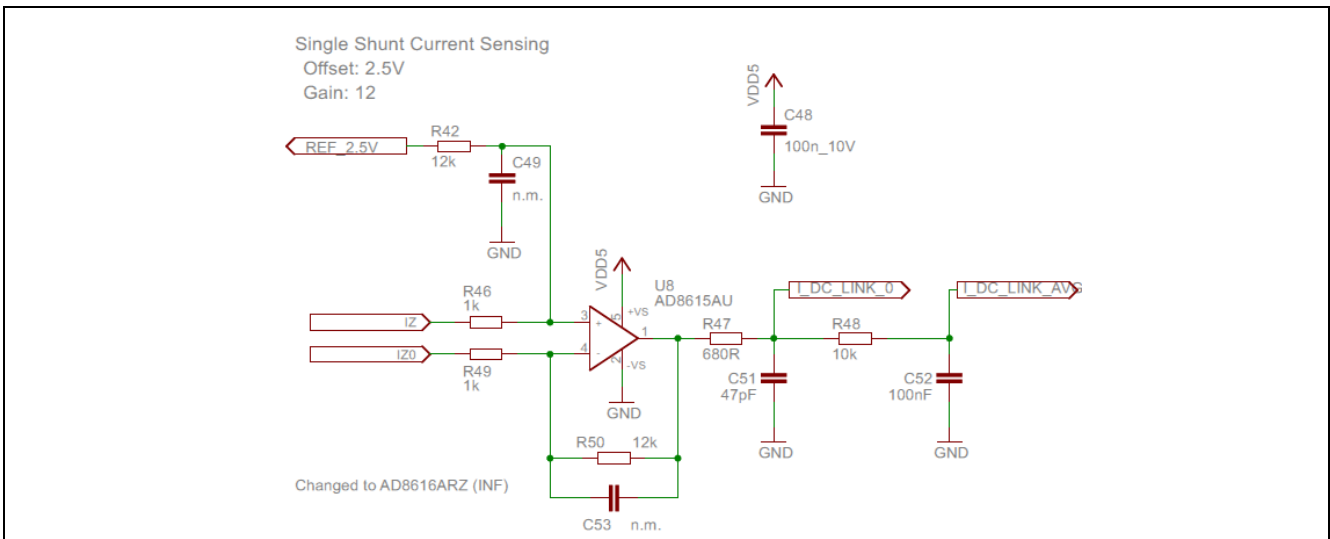 Single Shunt Current Sensing
Offset: 2.5V
Gain: 12
VDD5
C48
100n_10V
GND
REF_2.5V
R42
12k
C49
n.m.
GND
VDD5
U8
AD8615AU
IZ
R46
1k
3
+
5
+VS
1
IZ0
R49
1k
4
-
2
-VS
GND
R47
680R
I_DC_LINK_0
R48
10k
I_DC_LINK_AVG
C51
47pF
GND
C52
100nF
GND
R50
12k
C53
n.m.
Changed to AD8616ARZ (INF)